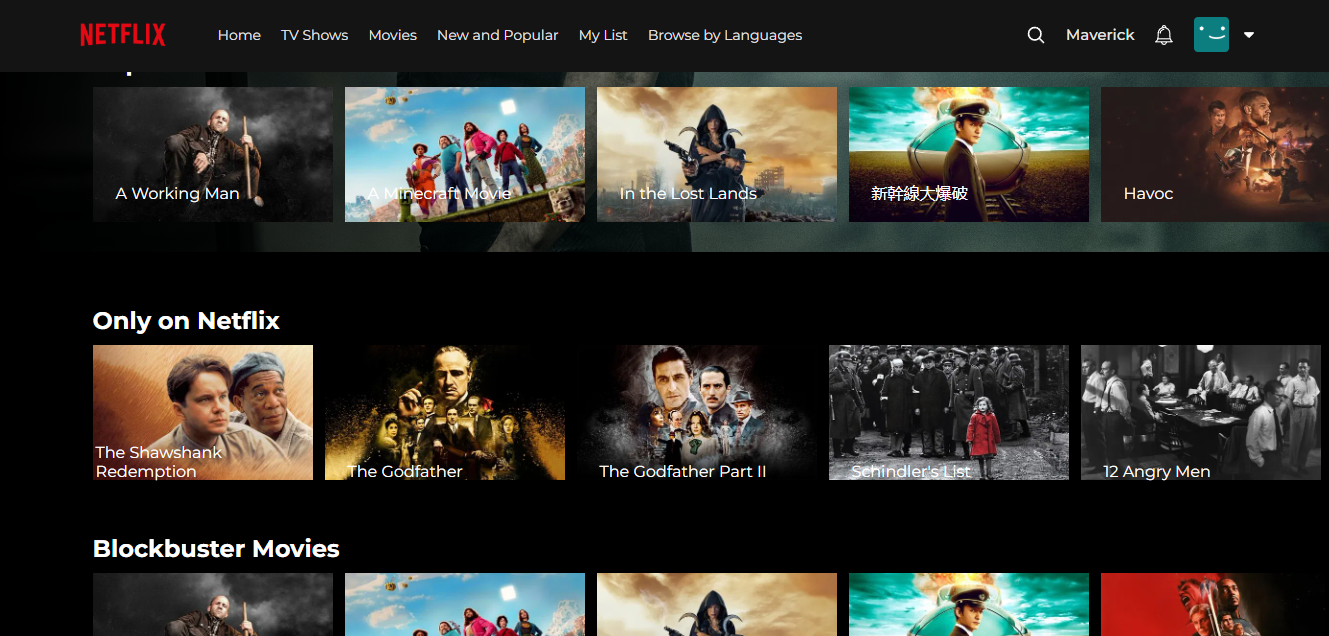 NETFLIX
Home TV Shows Movies New and Popular My List Browse by Languages Maverick
A Working Man
A Minecraft Movie
In the Lost Lands
新幹線大爆破
Havoc
Only on Netflix
The Shawshank
Redemption
The Godfather
The Godfather Part II
Schindler's List
12 Angry Men
Blockbuster Movies